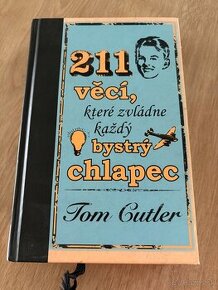 211
věcí,
které zvládne
každý
bystrý
chlapec
Tom Cutler